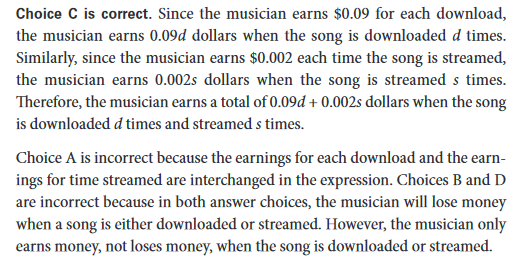 Choice C is correct. Since the musician earns $0.09 for each download,
the musician earns 0.09d dollars when the song is downloaded d times.
Similarly, since the musician earns $0.002 each time the song is streamed,
the musician earns 0.002s dollars when the song is streamed s times.
Therefore, the musician earns a total of 0.09d + 0.002s dollars when the song
is downloaded d times and streamed s times.
Choice A is incorrect because the earnings for each download and the earn-
ings for time streamed are interchanged in the expression. Choices B and D
are incorrect because in both answer choices, the musician will lose money
when a song is either downloaded or streamed. However, the musician only
earns money, not loses money, when the song is downloaded or streamed.